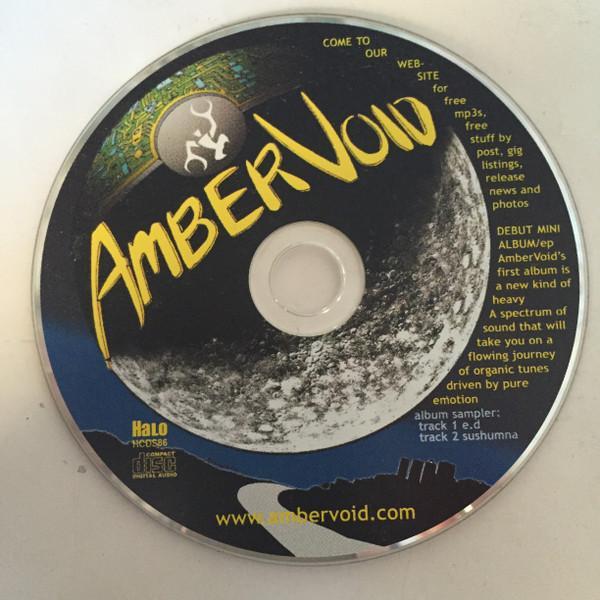 COME TO
OUR
WEB-
SITE
for
free
mp3s,
free
stuff by
post, gig
listings,
release
news and
photos
AMBERVOID
DEBUT MINI
ALBUM/ep
AmberVoid's
first album is
a new kind of
heavy
A spectrum of
sound that will
take you on a
flowing journey
of organic tunes
driven by pure
emotion
album sampler:
track 1 e.d
track 2 sushumna
HaLo
HCDS86
COMPACT
disc
DIGITAL AUDIO
www.ambervoid.com